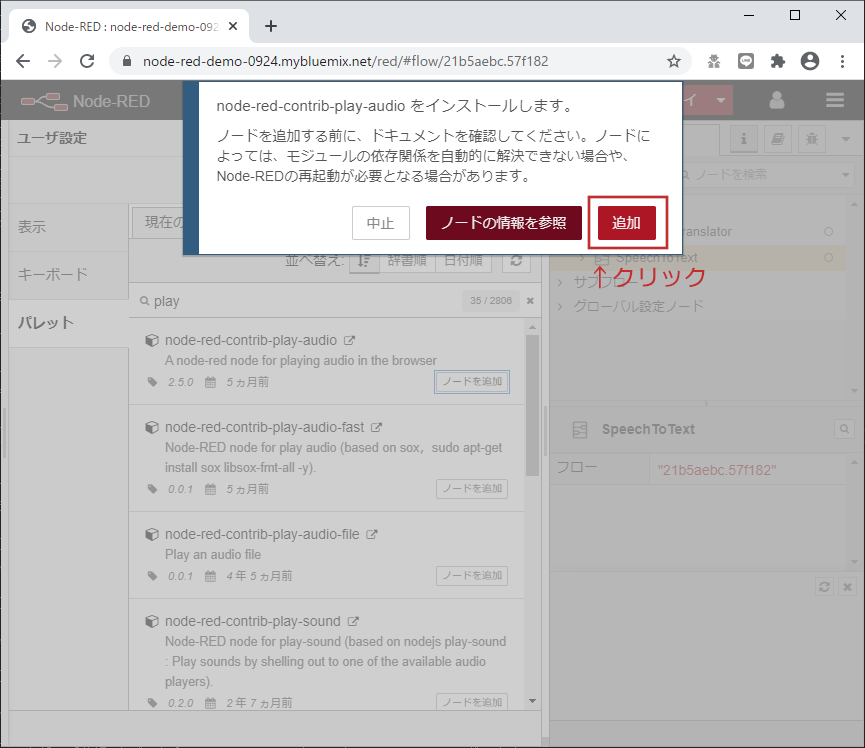 Node-RED : node-red-demo-092
node-red-demo-0924.mybluemix.net/red/#flow/21b5aebc.57f182
Node-RED
イ
node-red-contrib-play-audio をインストールします。
ノードを追加する前に、ドキュメントを確認してください。ノードに
よっては、モジュールの依存関係を自動的に解決できない場合や、
Node-REDの再起動が必要となる場合があります。
中止
ノードの情報を参照
追加
↑クリック
ユーザ設定
表示
キーボード
パレット
現在の
並べ替え:
辞書順
日付順
play
35 / 2806
node-red-contrib-play-audio
A node-red node for playing audio in the browser
2.5.0 5 ヵ月前
ノードを追加
node-red-contrib-play-audio-fast
Node-RED node for play audio (based on sox，sudo apt-get
install sox libsox-fmt-all -y).
0.0.1 5 ヵ月前
ノードを追加
node-red-contrib-play-audio-file
Play an audio file
0.0.1 4 年 5 ヵ月前
ノードを追加
node-red-contrib-play-sound
Node-RED node for play-sound (based on nodejs play-sound
: Play sounds by shelling out to one of the available audio
players).
0.2.0 2 年 7 ヵ月前
ノードを追加
ノードを検索
ranslator
SpeechToText
サブフロー
グローバル設定ノード
SpeechToText
フロー
"21b5aebc.57f182"